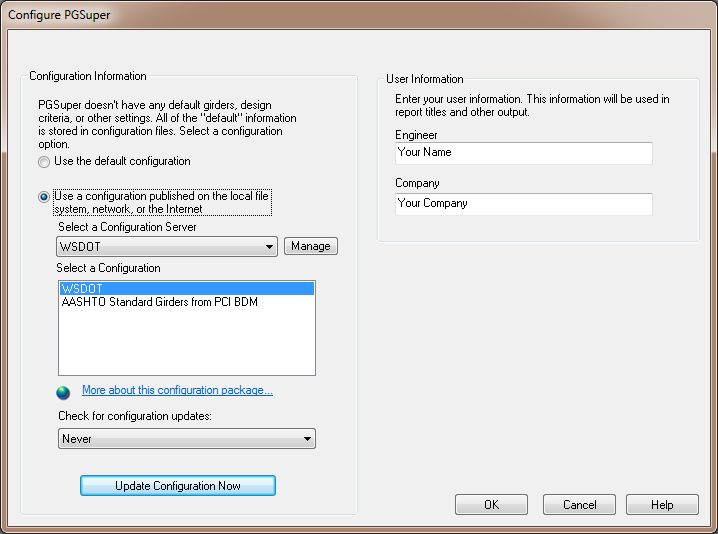 Configure PGSuper
Configuration Information
PGSuper doesn't have any default girders, design
criteria, or other settings. All of the "default" information
is stored in configuration files. Select a configuration
option.
Use the default configuration
Use a configuration published on the local file
system, network, or the Internet
Select a Configuration Server
WSDOT
Manage
Select a Configuration
WSDOT
AASHTO Standard Girders from PCI BDM
More about this configuration package...
Check for configuration updates:
Never
Update Configuration Now
User Information
Enter your user information. This information will be used in
report titles and other output.
Engineer
Your Name
Company
Your Company
OK
Cancel
Help